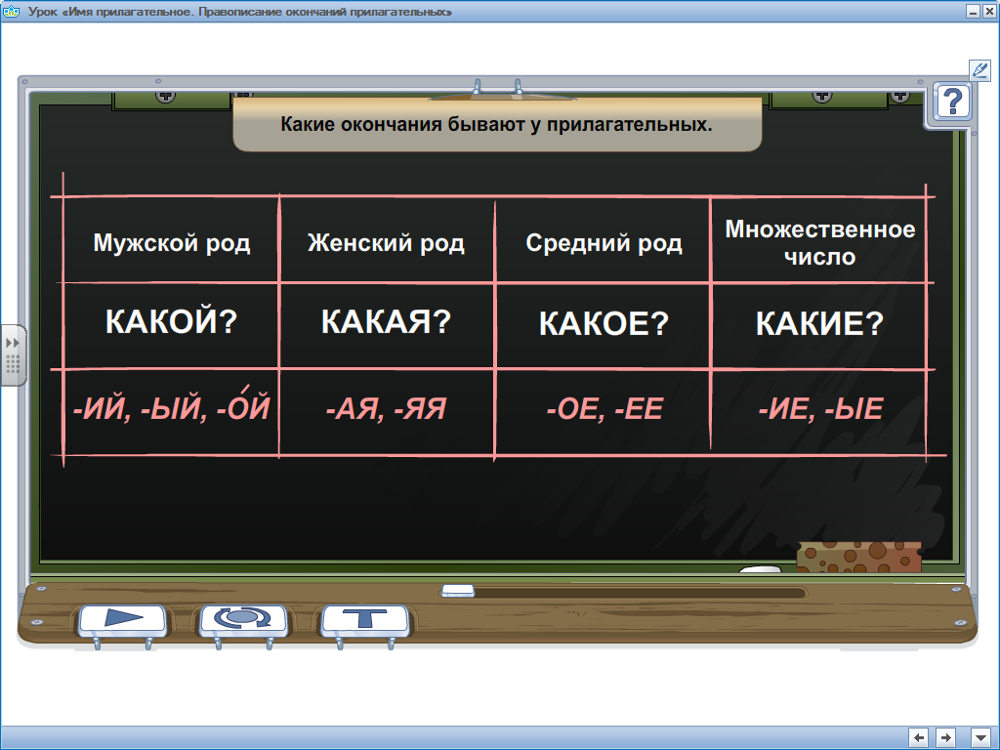 Урок «Имя прилагательное. Правописание окончаний прилагательных»
?
Какие окончания бывают у прилагательных.
Мужской род
Женский род
Средний род
Множественное
число
КАКОЙ?
КАКАЯ?
КАКОЕ?
КАКИЕ?
-ИЙ, -ЫЙ, -О́Й
-АЯ, -ЯЯ
-ОЕ, -ЕЕ
-ИЕ, -ЫЕ
Т